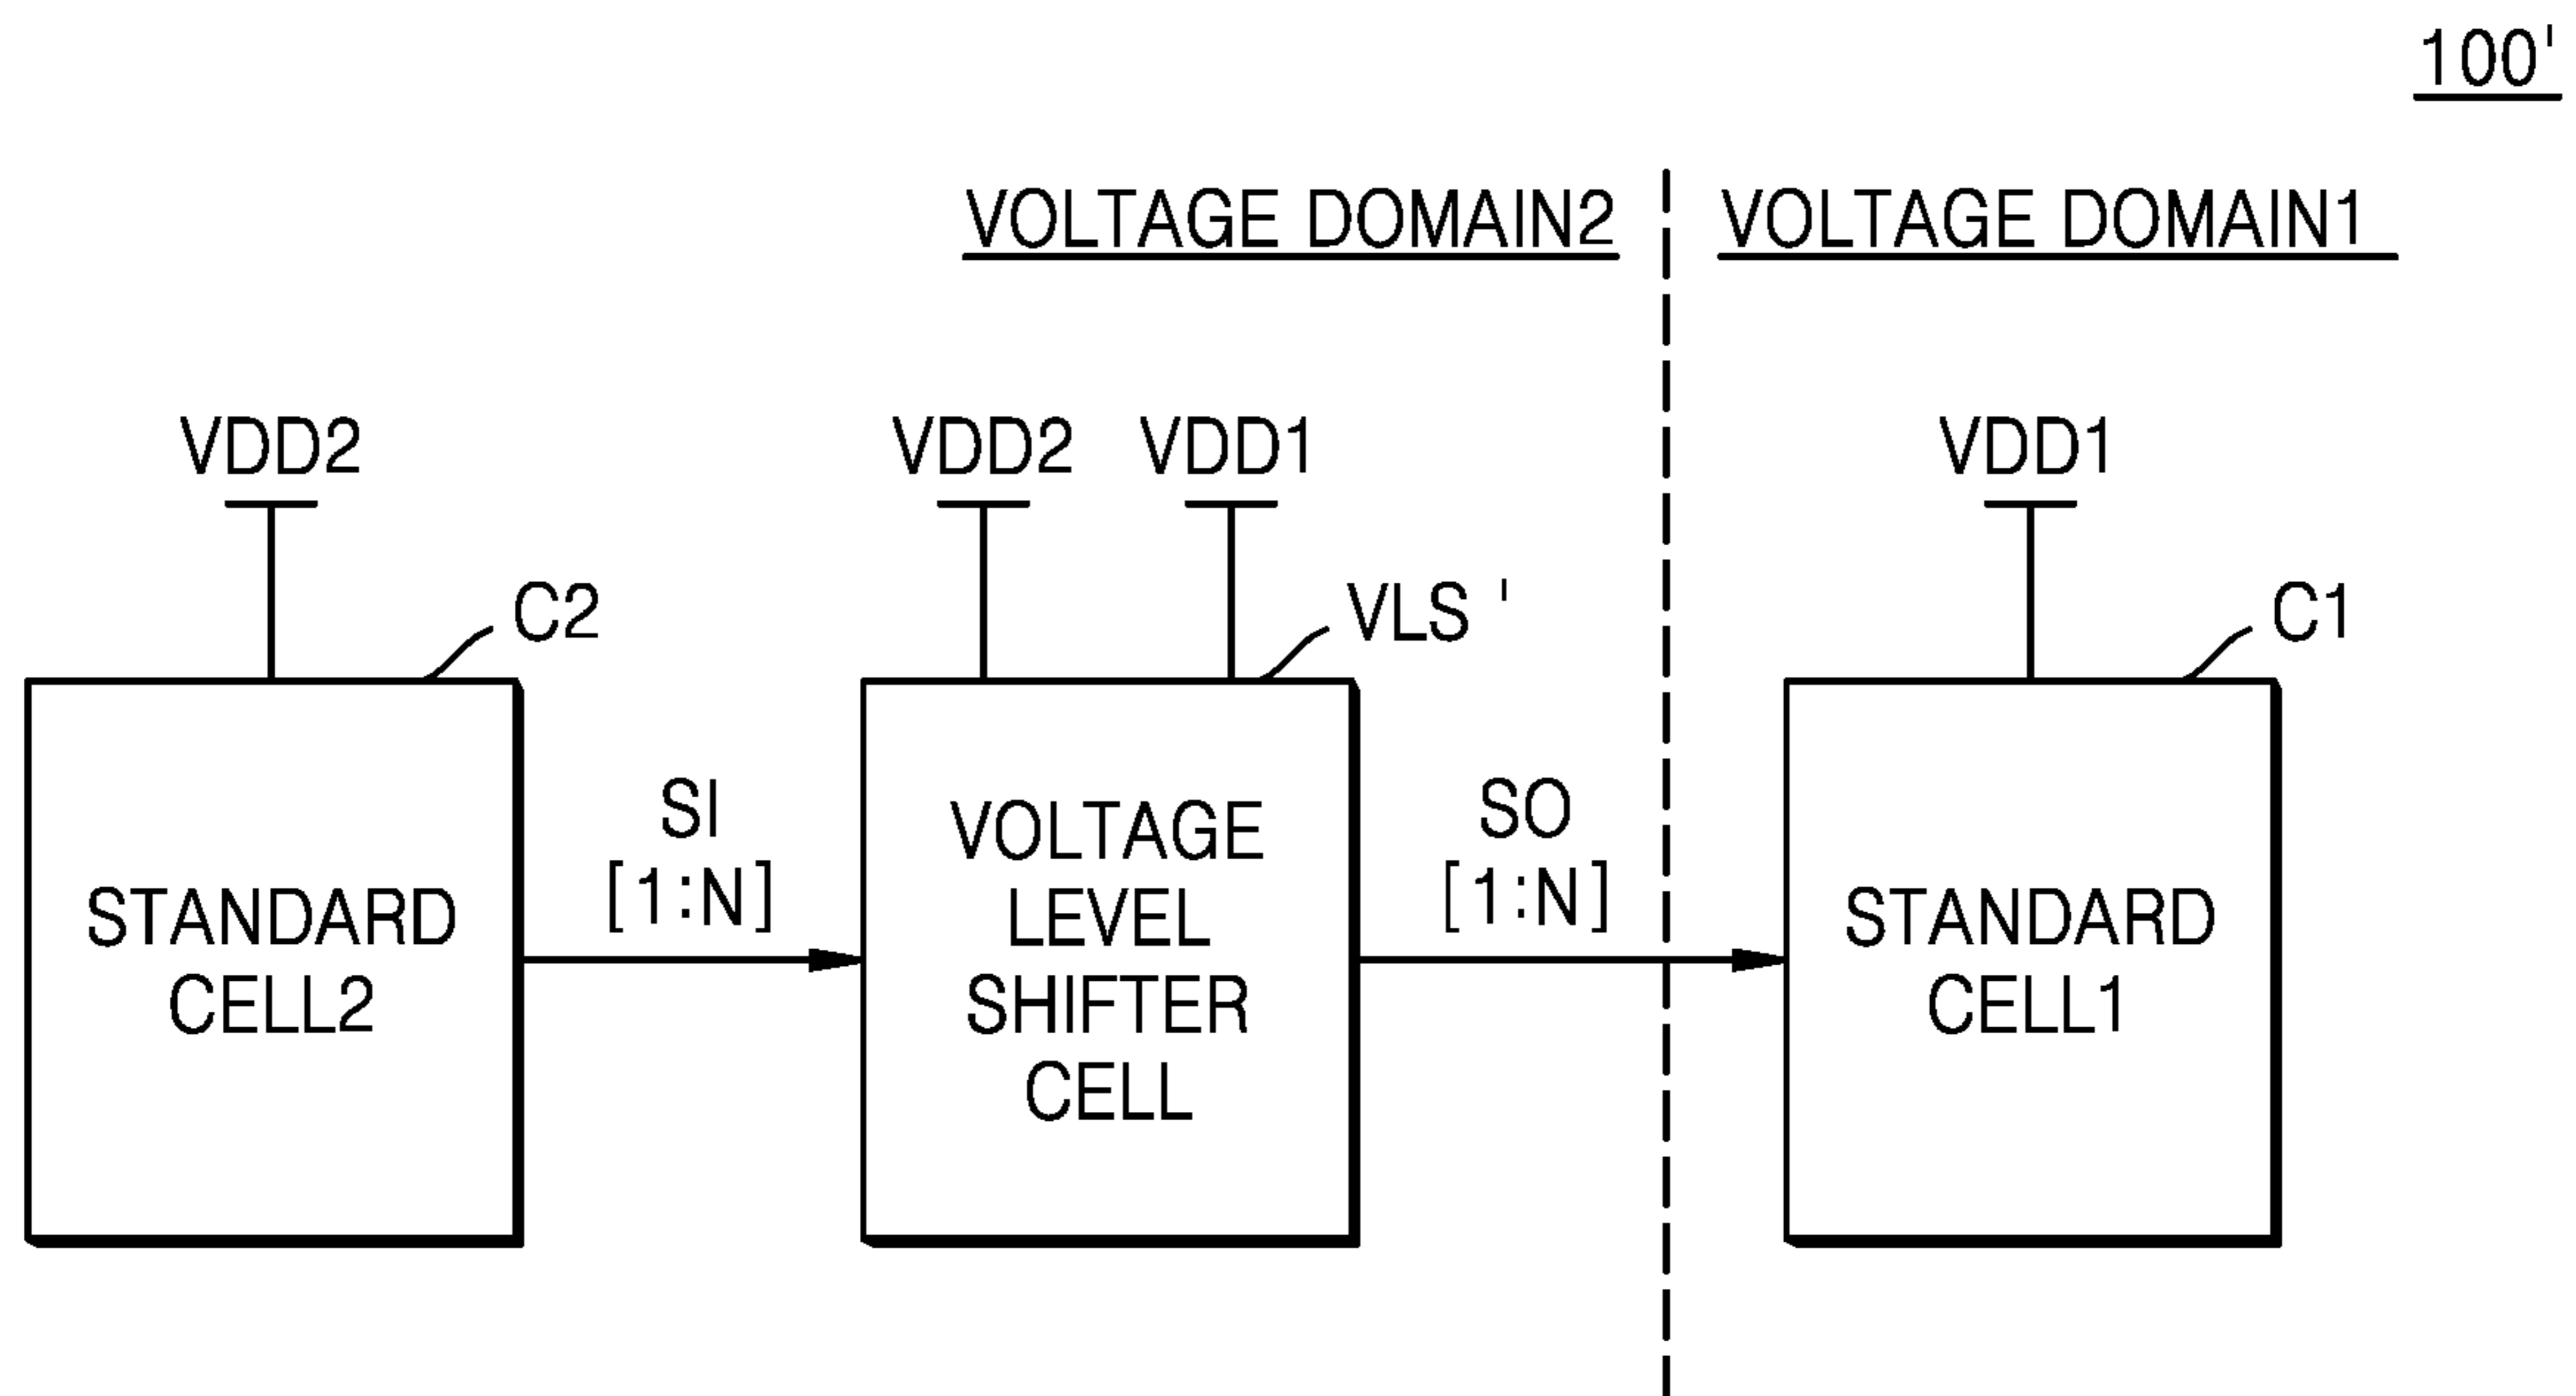 100'
VOLTAGE DOMAIN2
VOLTAGE DOMAIN1
VDD2
VDD2
VDD1
VDD1
C2
VLS '
C1
SI
[1:N]
SO
[1:N]
STANDARD
CELL2
VOLTAGE
LEVEL
SHIFTER
CELL
STANDARD
CELL1